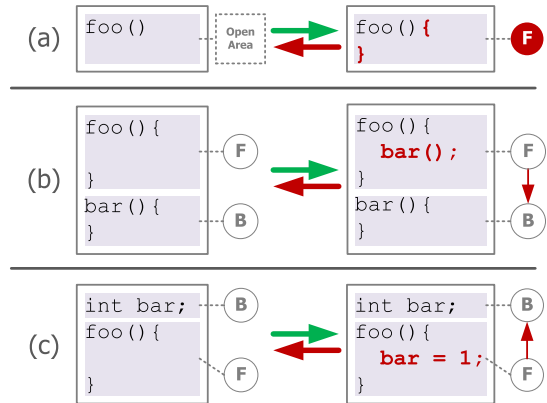 (a)
foo()
Open
Area
foo(){
}
F
(b)
foo(){
}
bar(){
}
F
B
foo(){
bar();
}
bar(){
}
F
B
(c)
int bar;
foo(){
}
B
F
int bar;
foo(){
bar = 1;
}
B
F